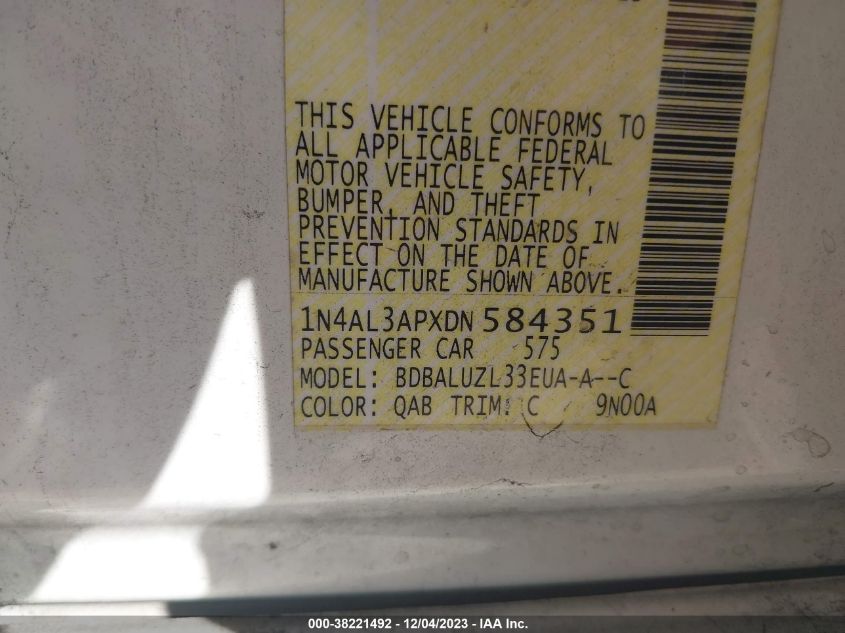 THIS VEHICLE CONFORMS TO
ALL APPLICABLE FEDERAL
MOTOR VEHICLE SAFETY,
BUMPER, AND THEFT
PREVENTION STANDARDS IN
EFFECT ON THE DATE OF
MANUFACTURE SHOWN ABOVE.
1N4AL3APXDN 584351
PASSENGER CAR 575
MODEL: BDBALUZL33EUA-A--C
COLOR: QAB TRIM: C 9N00A
000-38221492 - 12/04/2023 - IAA Inc.